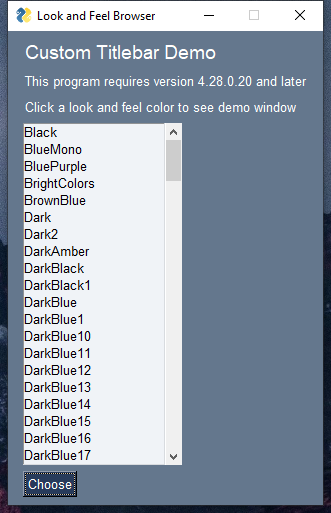 Look and Feel Browser
Custom Titlebar Demo
This program requires version 4.28.0.20 and later
Click a look and feel color to see demo window
Black
BlueMono
BluePurple
BrightColors
BrownBlue
Dark
Dark2
DarkAmber
DarkBlack
DarkBlack1
DarkBlue
DarkBlue1
DarkBlue10
DarkBlue11
DarkBlue12
DarkBlue13
DarkBlue14
DarkBlue15
DarkBlue16
DarkBlue17
Choose